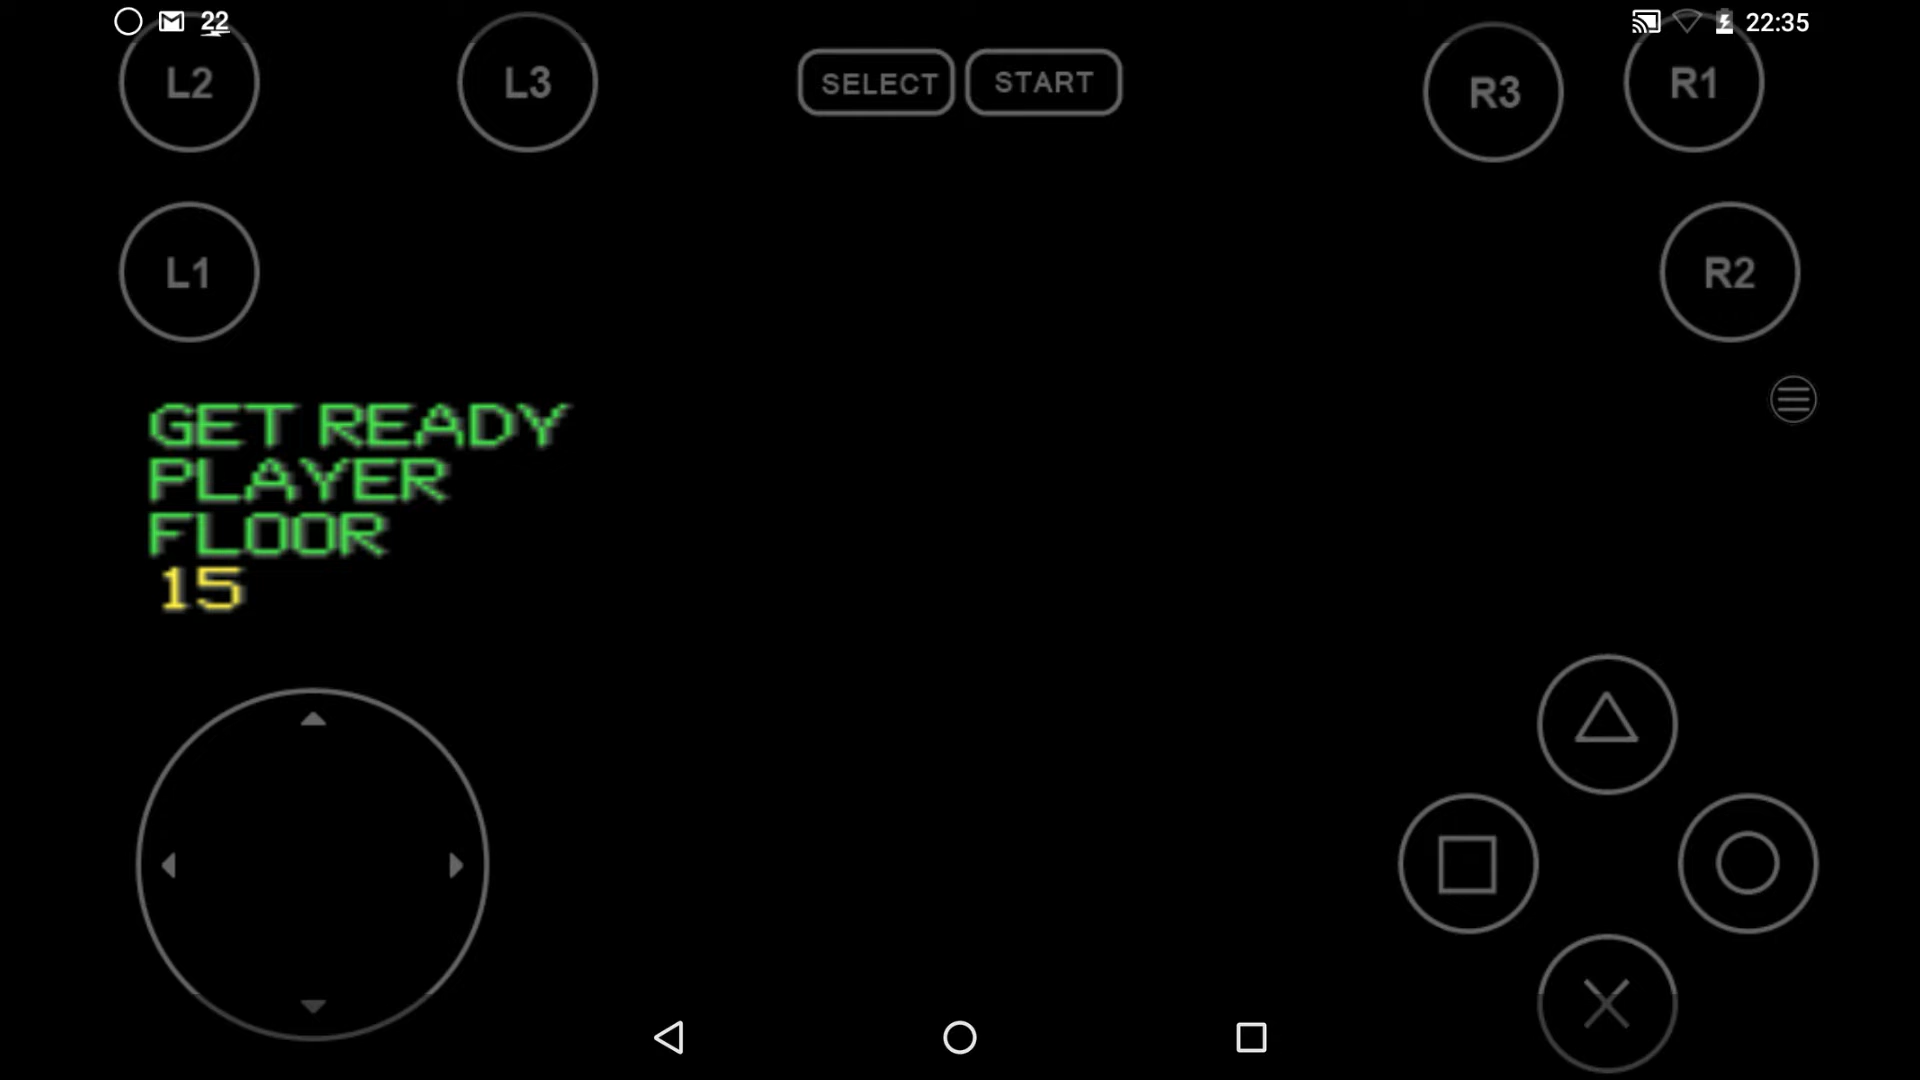 22
22:35
L2
L3
SELECT
START
R3
R1
L1
R2
GET READY
PLAYER
FLOOR
15